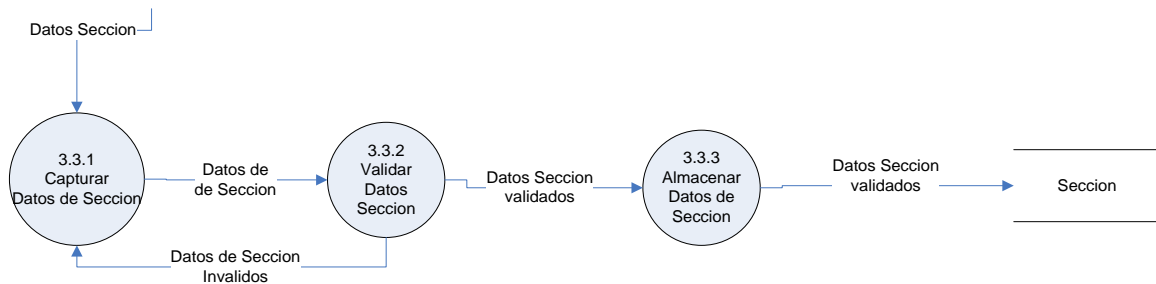 Datos Seccion
3.3.1
Capturar
Datos de Seccion
Datos de
de Seccion
3.3.2
Validar
Datos
Seccion
Datos Seccion
validados
3.3.3
Almacenar
Datos de
Seccion
Datos Seccion
validados
Seccion
Datos de Seccion
Invalidos